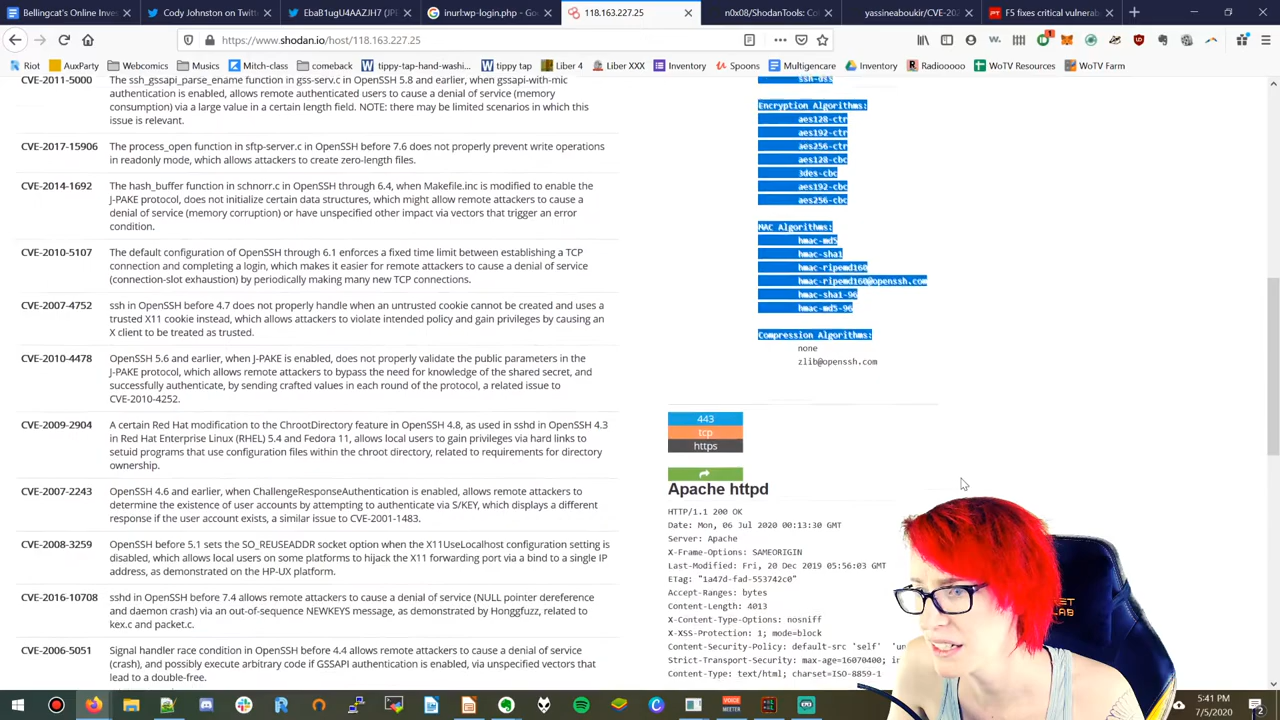 Bellingcat's Online Inves
Cody Johnson on Twitt
Eba81qU4AAZJH7 (JPE
inurl:wp-login.php - Goo
118.163.227.25
n0x08/ShodanTools: Col
yassineaboukir/CVE-202
F5 fixes critical vulnerab
https://www.shodan.io/host/118.163.227.25
Riot
AuxParty
tippy-tap-hand-washi...
tippy tap
Liber 4
Liber XXX
Inventory
Spoons
Multigencare
Inventory
Radiooooo
WoTV Resources
WoTV Farm
Music
Mitch-class
comeback
CVE-2011-5000 The ssh_gssapi_parse_ename function in gss-serv.c in OpenSSH 5.8 and earlier, when gssapi-with-mic
authentication is enabled, allows remote authenticated users to cause a denial of service (memory
consumption) via a large value in a certain length field. NOTE: there may be limited scenarios in which this
issue is relevant.
CVE-2017-15906 The process_open function in sftp-server.c in OpenSSH before 7.6 does not properly prevent write operations
in readonly mode, which allows attackers to create zero-length files.
CVE-2014-1692 The hash_buffer function in schnorr.c in OpenSSH through 6.4, when Makefile.inc is modified to enable the
J-PAKE protocol, does not initialize certain data structures, which might allow remote attackers to cause a
denial of service (memory corruption) or have unspecified other impact via vectors that trigger an error
condition.
CVE-2010-5107 The default configuration of OpenSSH through 6.1 enforces a fixed time limit between establishing a TCP
connection and completing a login, which makes it easier for remote attackers to cause a denial of service
(connection-slot exhaustion) by periodically making many new TCP connections.
CVE-2007-4752 ssh in OpenSSH before 4.7 does not properly handle when an untrusted cookie cannot be created and uses a
trusted X11 cookie instead, which allows attackers to violate intended policy and gain privileges by causing an
X client to be treated as trusted.
CVE-2010-4478 OpenSSH 5.6 and earlier, when J-PAKE is enabled, does not properly validate the public parameters in the
J-PAKE protocol, which allows remote attackers to bypass the need for knowledge of the shared secret, and
successfully authenticate, by sending crafted values in each round of the protocol, a related issue to
CVE-2010-4252.
CVE-2009-2904 A certain Red Hat modification to the ChrootDirectory feature in OpenSSH 4.8, as used in sshd in OpenSSH 4.3
in Red Hat Enterprise Linux (RHEL) 5.4 and Fedora 11, allows local users to gain privileges via hard links to
setuid programs that use configuration files within the chroot directory, related to requirements for directory
ownership.
CVE-2007-2243 OpenSSH 4.6 and earlier, when ChallengeResponseAuthentication is enabled, allows remote attackers to
determine the existence of user accounts by attempting to authenticate via S/KEY, which displays a different
response if the user account exists, a similar issue to CVE-2001-1483.
CVE-2008-3259 OpenSSH before 5.1 sets the SO_REUSEADDR socket option when the X11UseLocalhost configuration setting is
disabled, which allows local users on some platforms to hijack the X11 forwarding port via a bind to a single IP
address, as demonstrated on the HP-UX platform.
CVE-2016-10708 sshd in OpenSSH before 7.4 allows remote attackers to cause a denial of service (NULL pointer dereference
and daemon crash) via an out-of-sequence NEWKEYS message, as demonstrated by Honggfuzz, related to
kex.c and packet.c.
CVE-2006-5051 Signal handler race condition in OpenSSH before 4.4 allows remote attackers to cause a denial of service
(crash), and possibly execute arbitrary code if GSSAPI authentication is enabled, via unspecified vectors that
lead to a double-free.
ssh-dss
Encryption Algorithms:
aes128-ctr
aes192-ctr
aes256-ctr
aes128-cbc
3des-cbc
aes192-cbc
aes256-cbc
MAC Algorithms:
hmac-md5
hmac-sha1
hmac-ripemd160
hmac-ripemd160@openssh.com
hmac-sha1-96
hmac-md5-96
Compression Algorithms:
none
zlib@openssh.com
443
tcp
https
Apache httpd
HTTP/1.1 200 OK
Date: Mon, 06 Jul 2020 00:13:30 GMT
Server: Apache
X-Frame-Options: SAMEORIGIN
Last-Modified: Fri, 20 Dec 2019 05:56:03 GMT
ETag: "1a47d-fad-553742c0"
Accept-Ranges: bytes
Content-Length: 4013
X-Content-Type-Options: nosniff
X-XSS-Protection: 1; mode=block
Content-Security-Policy: default-src 'self' 'un
Strict-Transport-Security: max-age=16070400; in
Content-Type: text/html; charset=ISO-8859-1
VOICE
MEETER
5:41 PM
7/5/2020
2